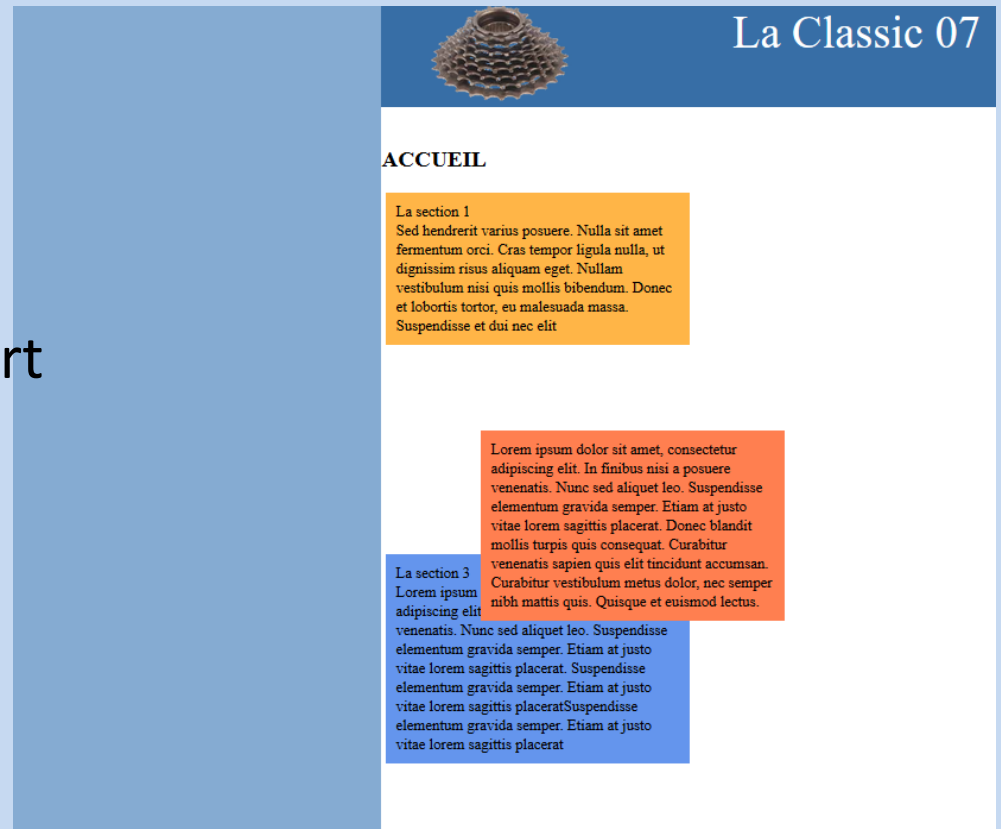 La Classic 07
ACCUEIL
La section 1
Sed hendrerit varius posuere. Nulla sit amet
fermentum orci. Cras tempor ligula nulla, ut
dignissim risus aliquam eget. Nullam
vestibulum nisi quis mollis bibendum. Donec
et lobortis tortor, eu malesuada massa.
Suspendisse et dui nec elit
rt
Lorem ipsum dolor sit amet, consectetur
adipiscing elit. In finibus nisi a posuere
venenatis. Nunc sed aliquet leo. Suspendisse
elementum gravida semper. Etiam at justo
vitae lorem sagittis placerat. Donec blandit
mollis turpis quis consequat. Curabitur
venenatis sapien quis elit tincidunt accumsan.
Curabitur vestibulum metus dolor, nec semper
nibh mattis quis. Quisque et euismod lectus.
La section 3
Lorem ipsum
adipiscing elit
venenatis. Nunc sed aliquet leo. Suspendisse
elementum gravida semper. Etiam at justo
vitae lorem sagittis placerat. Suspendisse
elementum gravida semper. Etiam at justo
vitae lorem sagittis placeratSuspendisse
elementum gravida semper. Etiam at justo
vitae lorem sagittis placerat